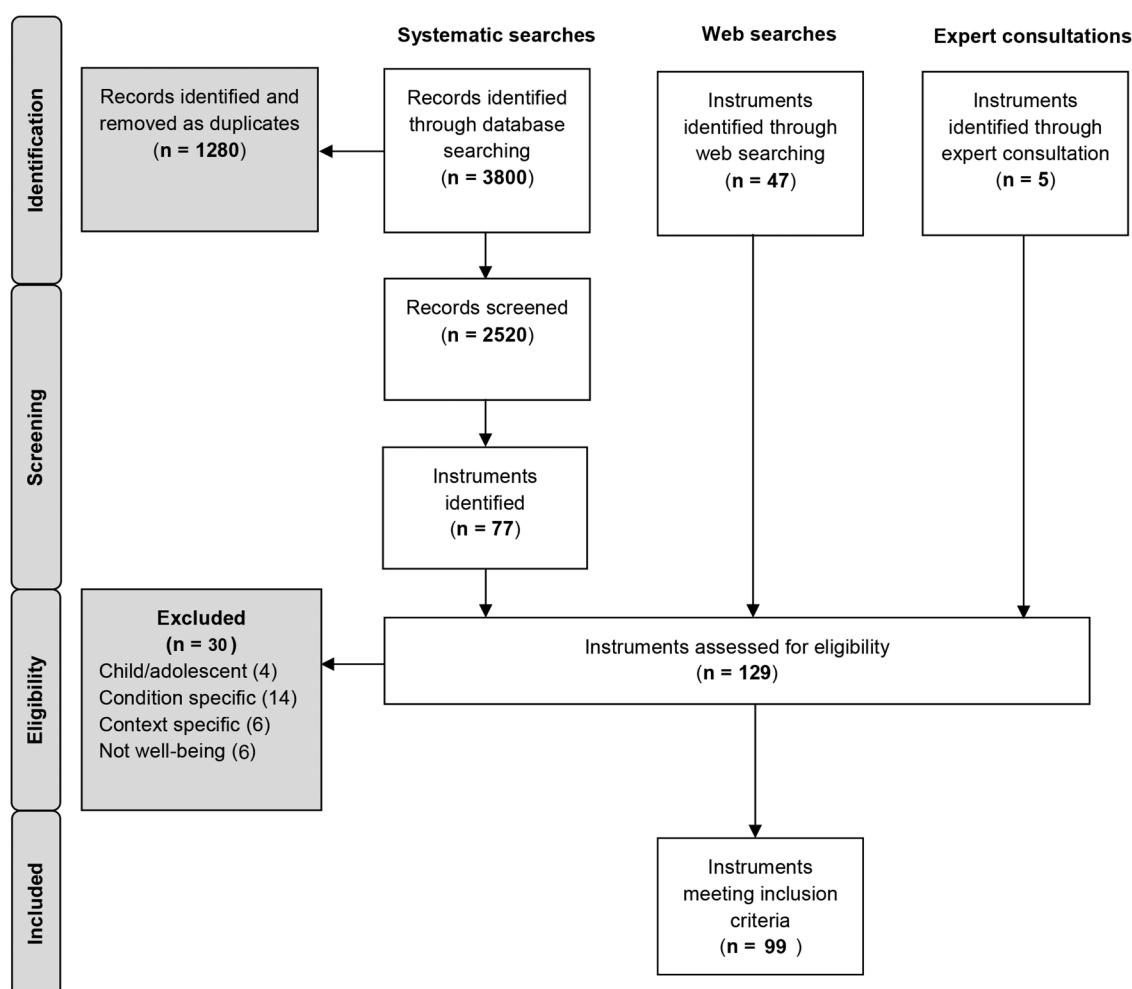 Systematic searches
Web searches
Expert consultations
Identification
Records identified and
removed as duplicates
(n = 1280)
Records identified
through database
searching
(n = 3800)
Instruments
identified through
web searching
(n = 47)
Instruments
identified through
expert consultation
(n = 5)
Screening
Records screened
(n = 2520)
Instruments
identified
(n = 77)
Eligibility
Excluded
(n = 30)
Child/adolescent (4)
Condition specific (14)
Context specific (6)
Not well-being (6)
Instruments assessed for eligibility
(n = 129)
Included
Instruments
meeting inclusion
criteria
(n = 99 )